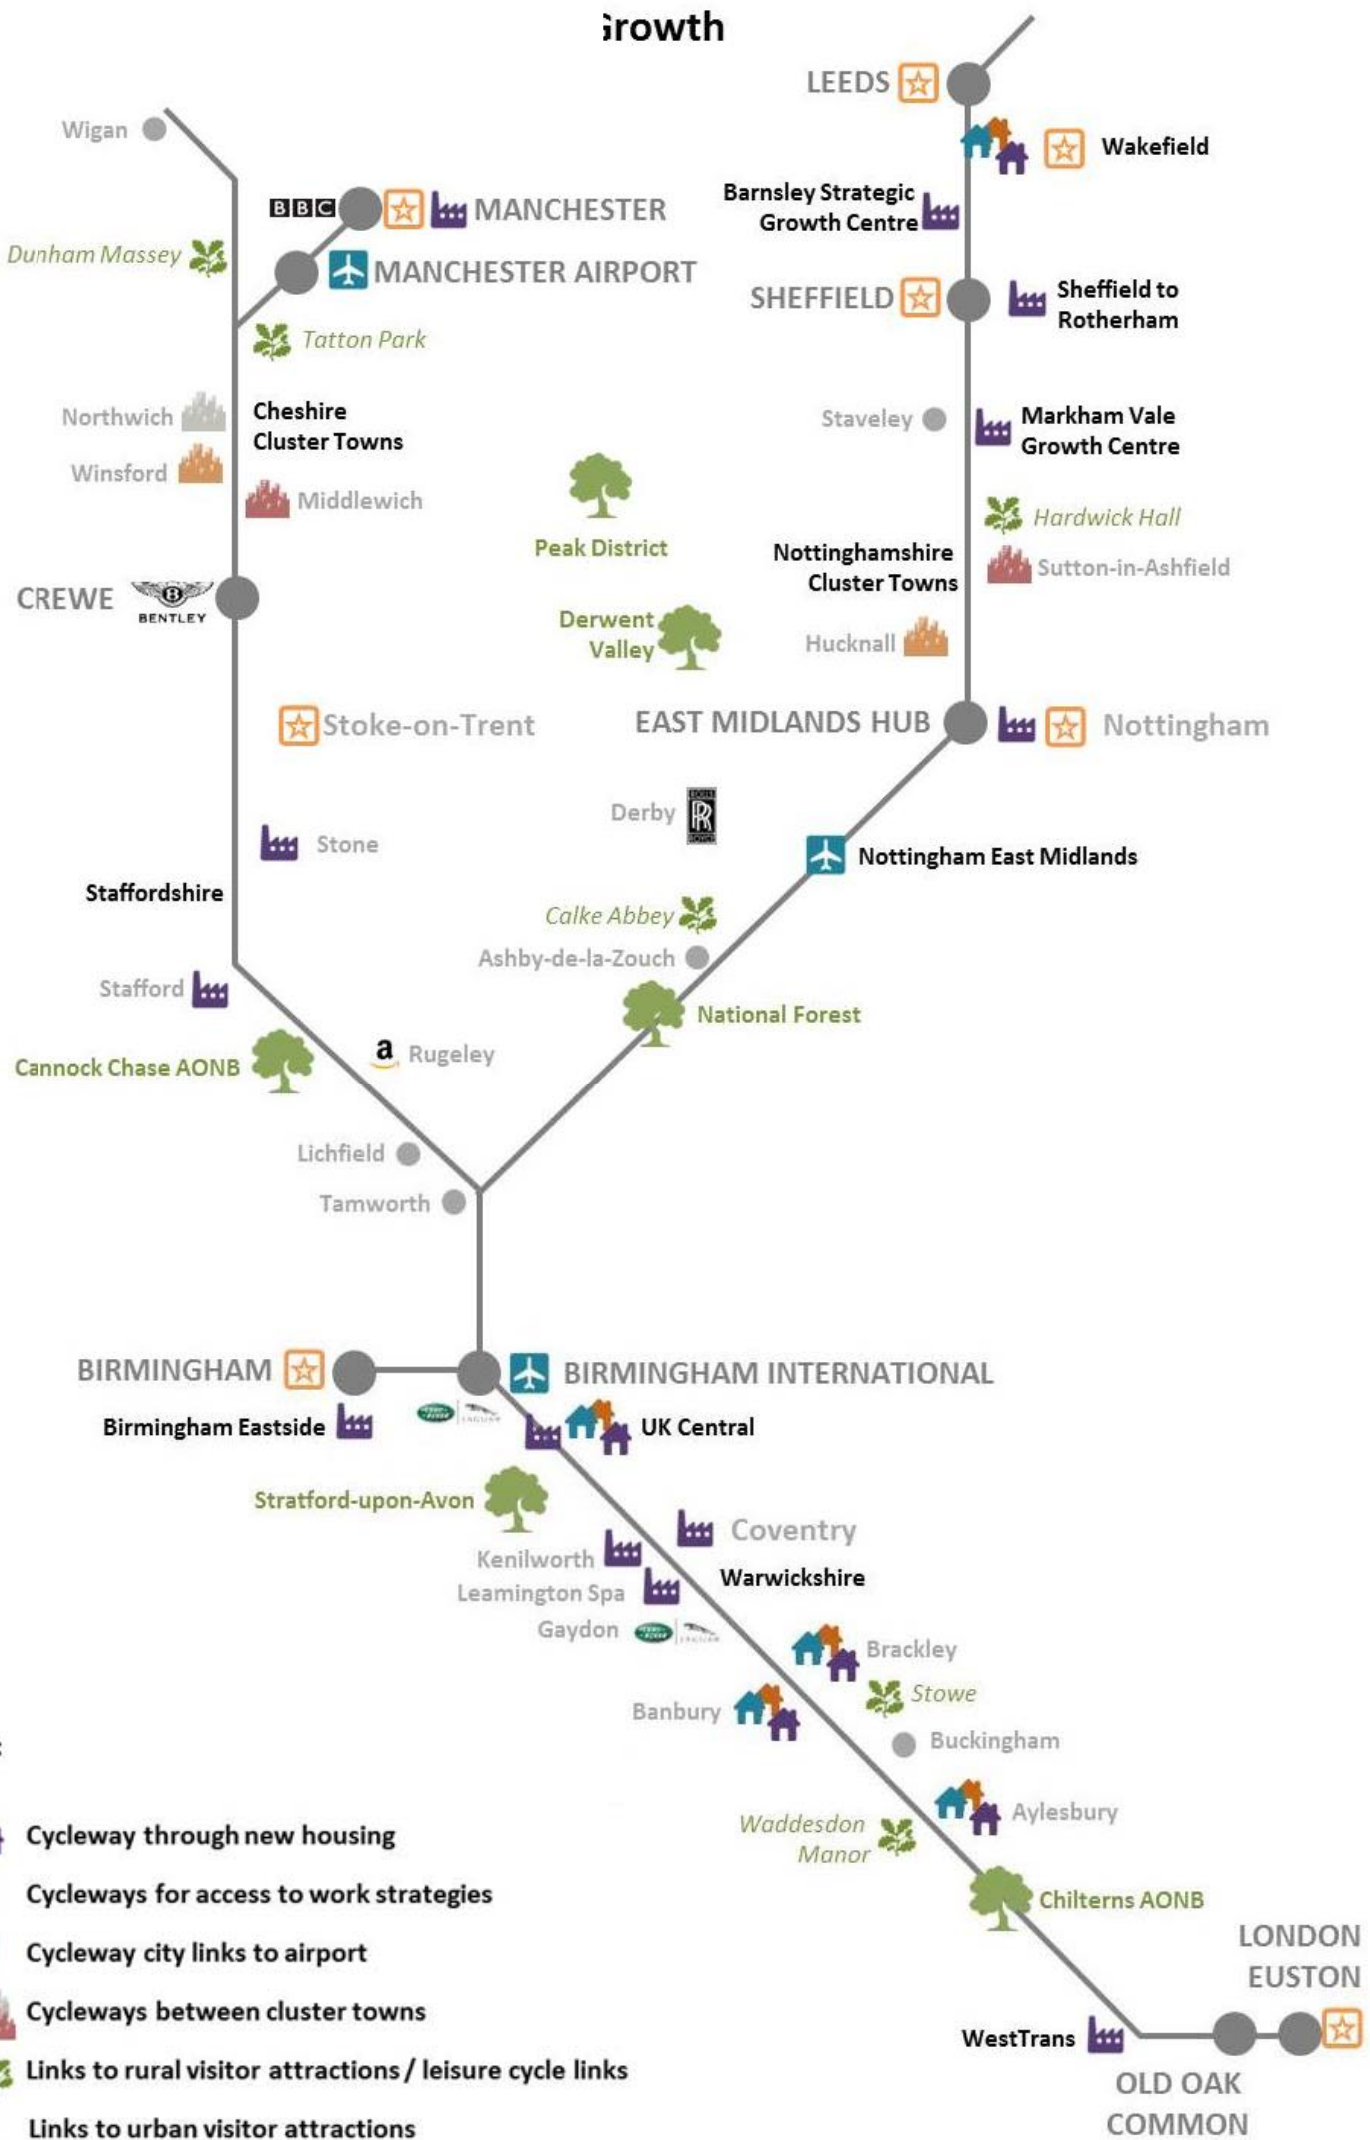 Growth
LEEDS
Wigan
Wakefield
Barnsley Strategic
Growth Centre
BBC
MANCHESTER
Dunham Massey
MANCHESTER AIRPORT
SHEFFIELD
Sheffield to
Rotherham
Tatton Park
Northwich
Cheshire
Cluster Towns
Staveley
Markham Vale
Growth Centre
Winsford
Middlewich
Hardwick Hall
Peak District
Nottinghamshire
Cluster Towns
Sutton-in-Ashfield
CREWE
B
BENTLEY
Derwent
Valley
Hucknall
Stoke-on-Trent
EAST MIDLANDS HUB
Nottingham
Derby
ROLLS
RR
ROYCE
Stone
Nottingham East Midlands
Staffordshire
Calke Abbey
Ashby-de-la-Zouch
Stafford
National Forest
Cannock Chase AONB
a
Rugeley
Lichfield
Tamworth
BIRMINGHAM
BIRMINGHAM INTERNATIONAL
Birmingham Eastside
JAGUAR
UK Central
Stratford-upon-Avon
Coventry
Kenilworth
Warwickshire
Leamington Spa
Gaydon
JAGUAR
Brackley
Stowe
Banbury
Buckingham
Aylesbury
Waddesdon
Manor
Cycleway through new housing
Cycleways for access to work strategies
Chilterns AONB
LONDON
EUSTON
Cycleway city links to airport
Cycleways between cluster towns
WestTrans
Links to rural visitor attractions / leisure cycle links
OLD OAK
COMMON
Links to urban visitor attractions